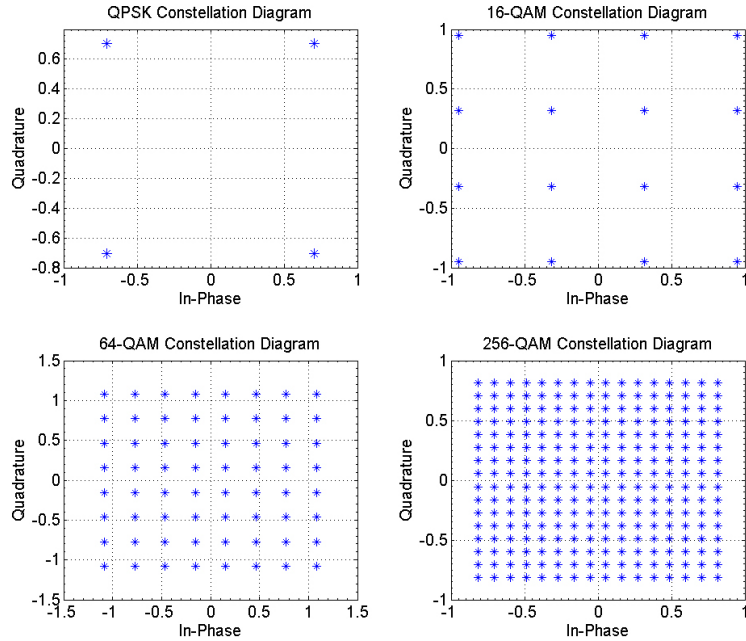 QPSK Constellation Diagram
Quadrature
0.8
0.6
0.4
0.2
0
-0.2
-0.4
-0.6
-0.8
-1 -0.5 0 0.5 1
In-Phase
16-QAM Constellation Diagram
Quadrature
1
0.5
0
-0.5
-1
-1 -0.5 0 0.5 1
In-Phase
64-QAM Constellation Diagram
Quadrature
1.5
1
0.5
0
-0.5
-1
-1.5
-1.5 -1 -0.5 0 0.5 1 1.5
In-Phase
256-QAM Constellation Diagram
Quadrature
1
0.5
0
-0.5
-1
-1 -0.5 0 0.5 1
In-Phase